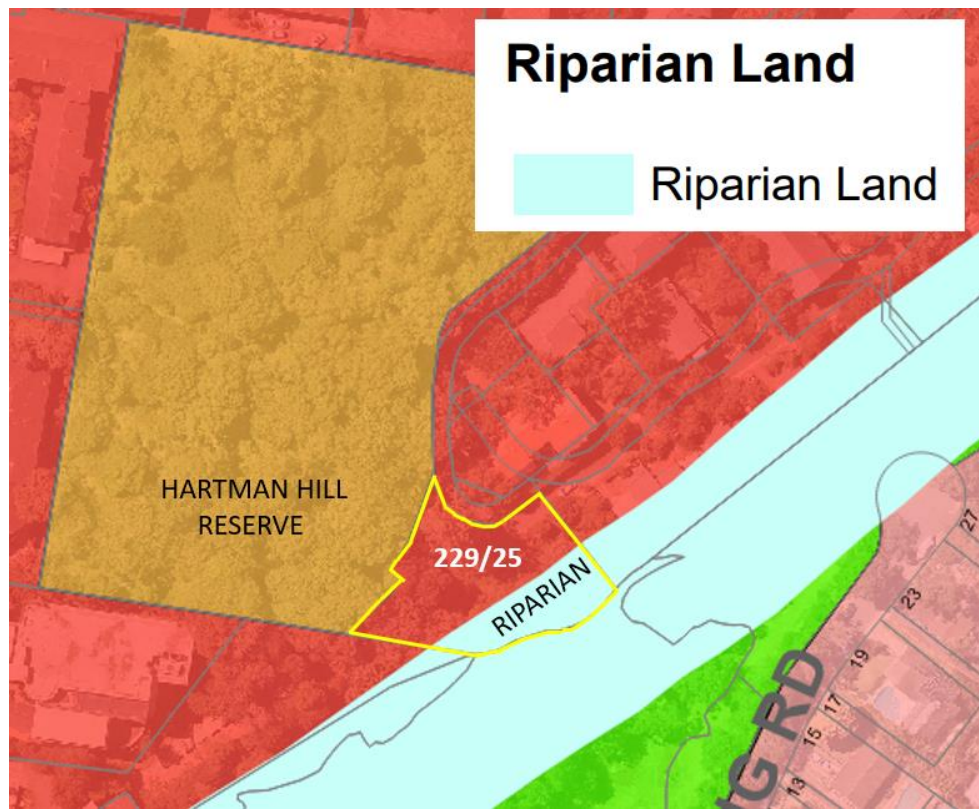 Riparian Land
Riparian Land
HARTMAN HILL
RESERVE
229/25
RIPARIAN
27
23
19
17
15
13
G RD